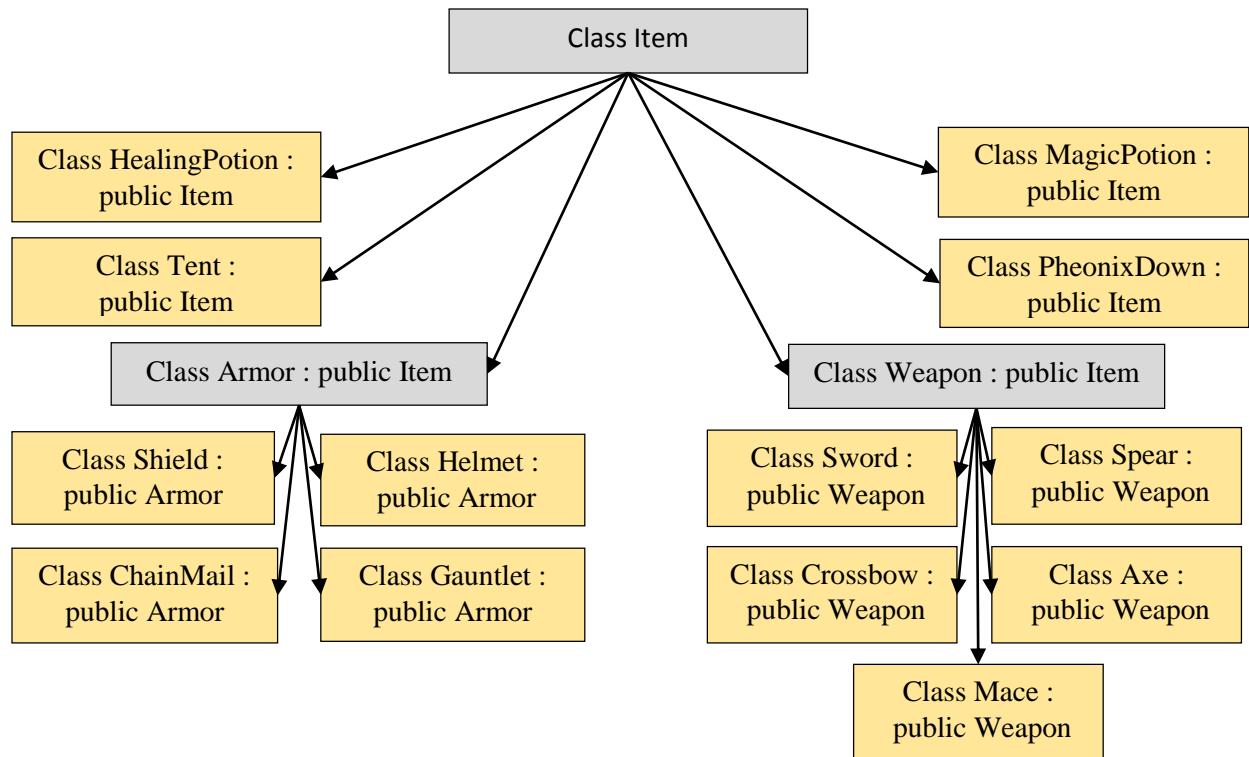 Class Item
Class HealingPotion :
public Item
Class MagicPotion :
public Item
Class Tent :
public Item
Class PheonixDown :
public Item
Class Armor : public Item
Class Weapon : public Item
Class Shield :
public Armor
Class Helmet :
public Armor
Class Sword :
public Weapon
Class Spear :
public Weapon
Class ChainMail :
public Armor
Class Gauntlet :
public Armor
Class Crossbow :
public Weapon
Class Axe :
public Weapon
Class Mace :
public Weapon